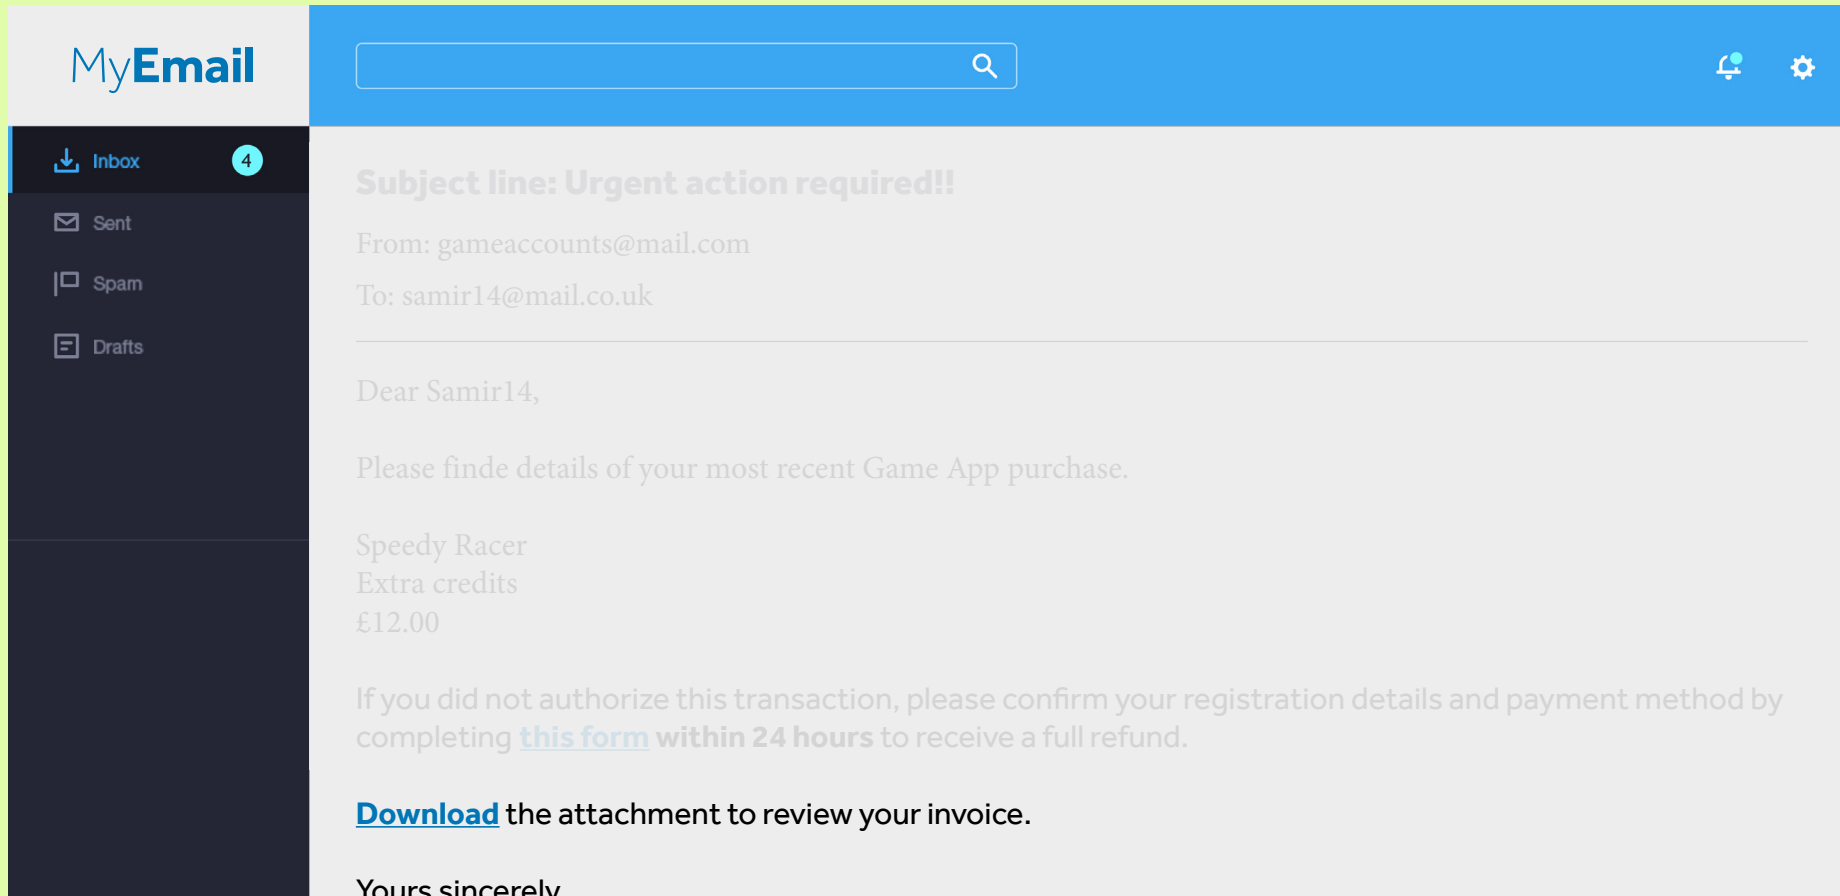 MyEmail
Inbox 4
Sent
Spam
Drafts
Subject line: Urgent action required!!
From: gameaccounts@mail.com
To: samir14@mail.co.uk
Dear Samir14,
Please finde details of your most recent Game App purchase.
Speedy Racer
Extra credits
£12.00
If you did not authorize this transaction, please confirm your registration details and payment method by
completing this form within 24 hours to receive a full refund.
Download the attachment to review your invoice.
Yours sincerely